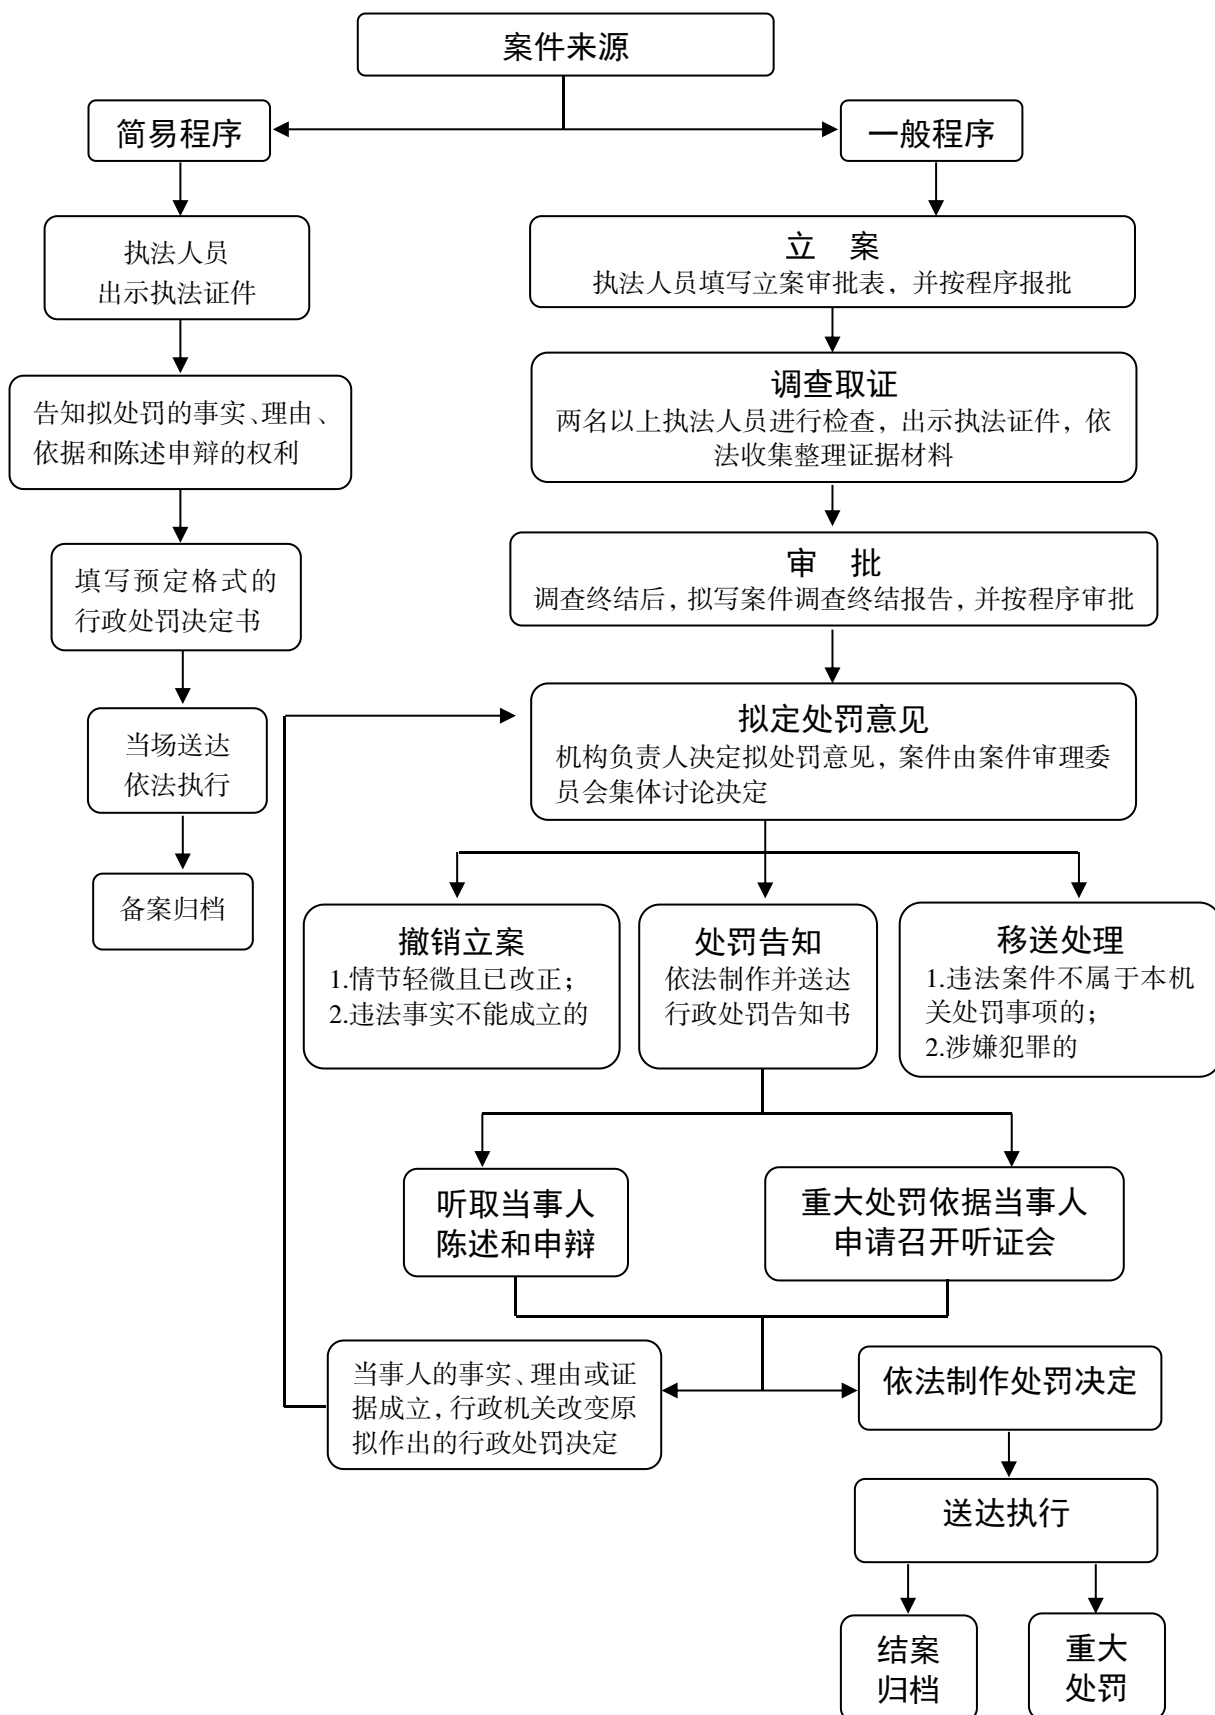 案件来源
简易程序
一般程序
执法人员
出示执法证件
告知拟处罚的事实、理由、
依据和陈述申辩的权利
填写预定格式的
行政处罚决定书
当场送达
依法执行
备案归档
立 案
执法人员填写立案审批表，并按程序报批
调查取证
两名以上执法人员进行检查，出示执法证件，依
法收集整理证据材料
审 批
调查终结后，拟写案件调查终结报告，并按程序审批
拟定处罚意见
机构负责人决定拟处罚意见，案件由案件审理委
员会集体讨论决定
撤销立案
1.情节轻微且已改正；
2.违法事实不能成立的
处罚告知
依法制作并送达
行政处罚告知书
移送处理
1.违法案件不属于本机
关处罚事项的；
2.涉嫌犯罪的
听取当事人
陈述和申辩
重大处罚依据当事人
申请召开听证会
当事人的事实、理由或证
据成立，行政机关改变原
拟作出的行政处罚决定
依法制作处罚决定
送达执行
结案
归档
重大
处罚